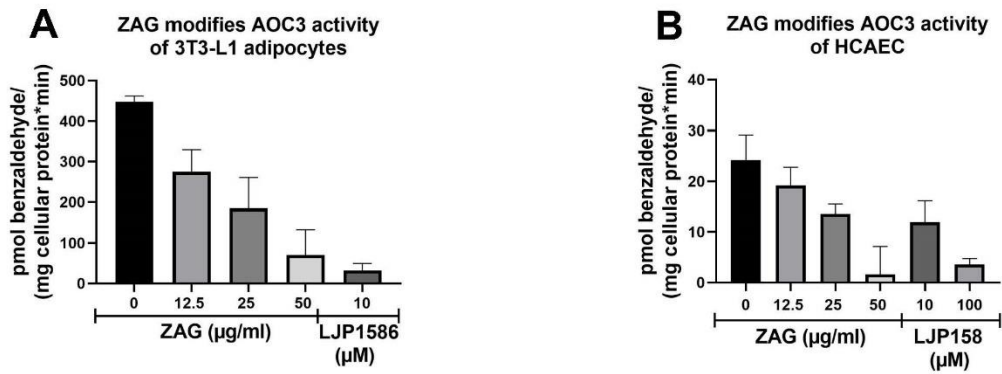 A
ZAG modifies AOC3 activity
of 3T3-L1 adipocytes
pmol benzaldehyde/
(mg cellular protein*min)
500
400
300
200
100
0
0 12.5 25 50 10
ZAG (µg/ml) LJP1586
(µM)
B
ZAG modifies AOC3 activity
of HCAEC
pmol benzaldehyde/
(mg cellular protein*min)
40
30
20
10
0
0 12.5 25 50 10 100
ZAG (µg/ml) LJP158
(µM)